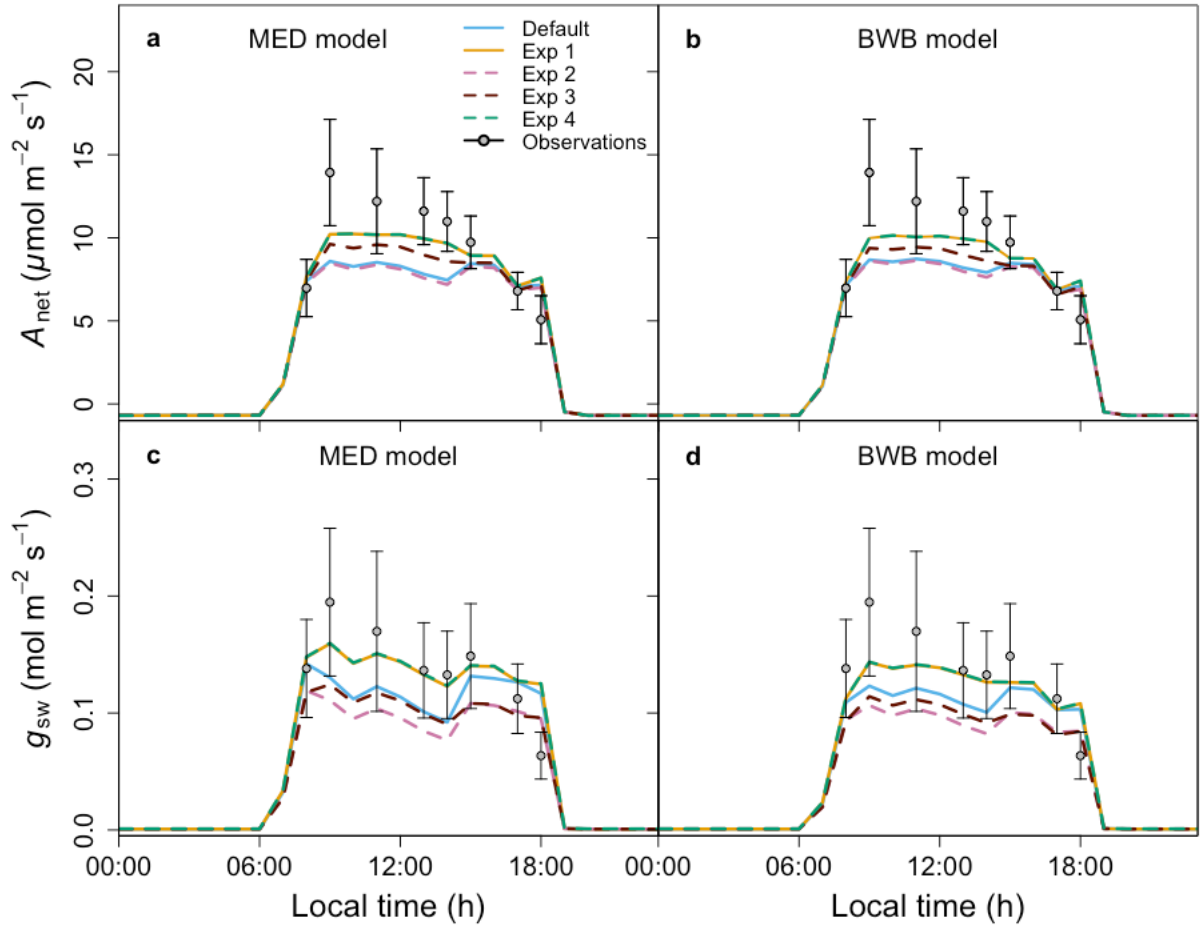 a
MED model
Default
Exp 1
Exp 2
Exp 3
Exp 4
Observations
b
BWB model
A_net (µmol m⁻² s⁻¹)
20
15
10
5
0
c
MED model
d
BWB model
g_sw (mol m⁻² s⁻¹)
0.3
0.2
0.1
0.0
00:00 06:00 12:00 18:00 00:00 06:00 12:00 18:00
Local time (h) Local time (h)